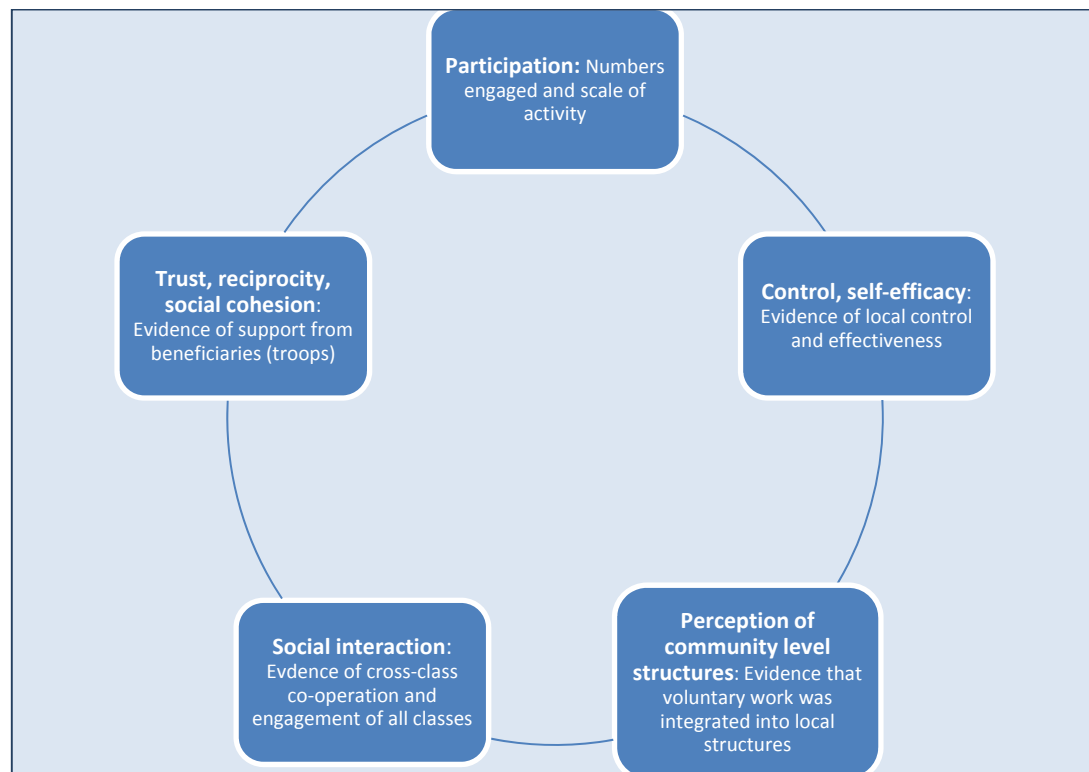 Participation: Numbers
engaged and scale of
activity
Control, self-efficacy:
Evidence of local control
and effectiveness
Perception of
community level
structures: Evidence that
voluntary work was
integrated into local
structures
Social interaction:
Evdence of cross-class
co-operation and
engagement of all classes
Trust, reciprocity,
social cohesion:
Evidence of support from
beneficiaries (troops)